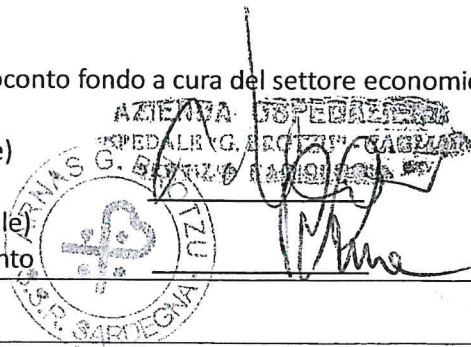 oconto fondo a cura del settore economic
AZIENDA OSPEDALIERA
OSPEDALE "G. BROTZU" - CAGLIARI
e)
ARNAS G. BROTZU
le)
nto
S.S.R. SARDEGNA